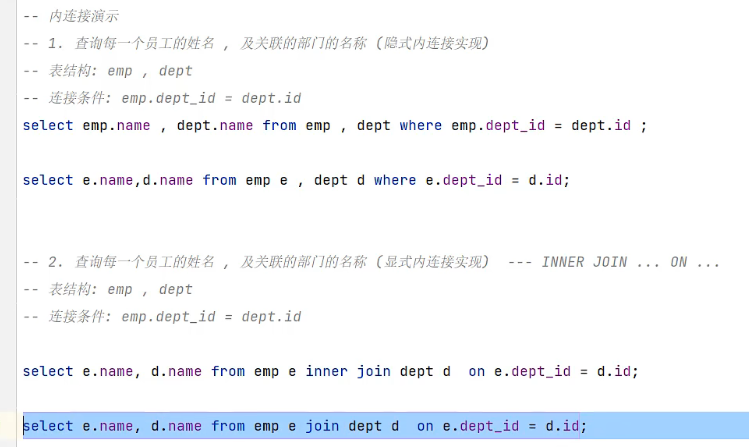 -- 内连接演示
-- 1. 查询每一个员工的姓名 , 及关联的部门的名称 (隐式内连接实现)
-- 表结构: emp , dept
-- 连接条件: emp.dept_id = dept.id
select emp.name , dept.name from emp , dept where emp.dept_id = dept.id ;
select e.name,d.name from emp e , dept d where e.dept_id = d.id;
-- 2. 查询每一个员工的姓名 , 及关联的部门的名称 (显式内连接实现)  --- INNER JOIN ... ON ...
-- 表结构: emp , dept
-- 连接条件: emp.dept_id = dept.id
select e.name, d.name from emp e inner join dept d  on e.dept_id = d.id;
select e.name, d.name from emp e join dept d  on e.dept_id = d.id;